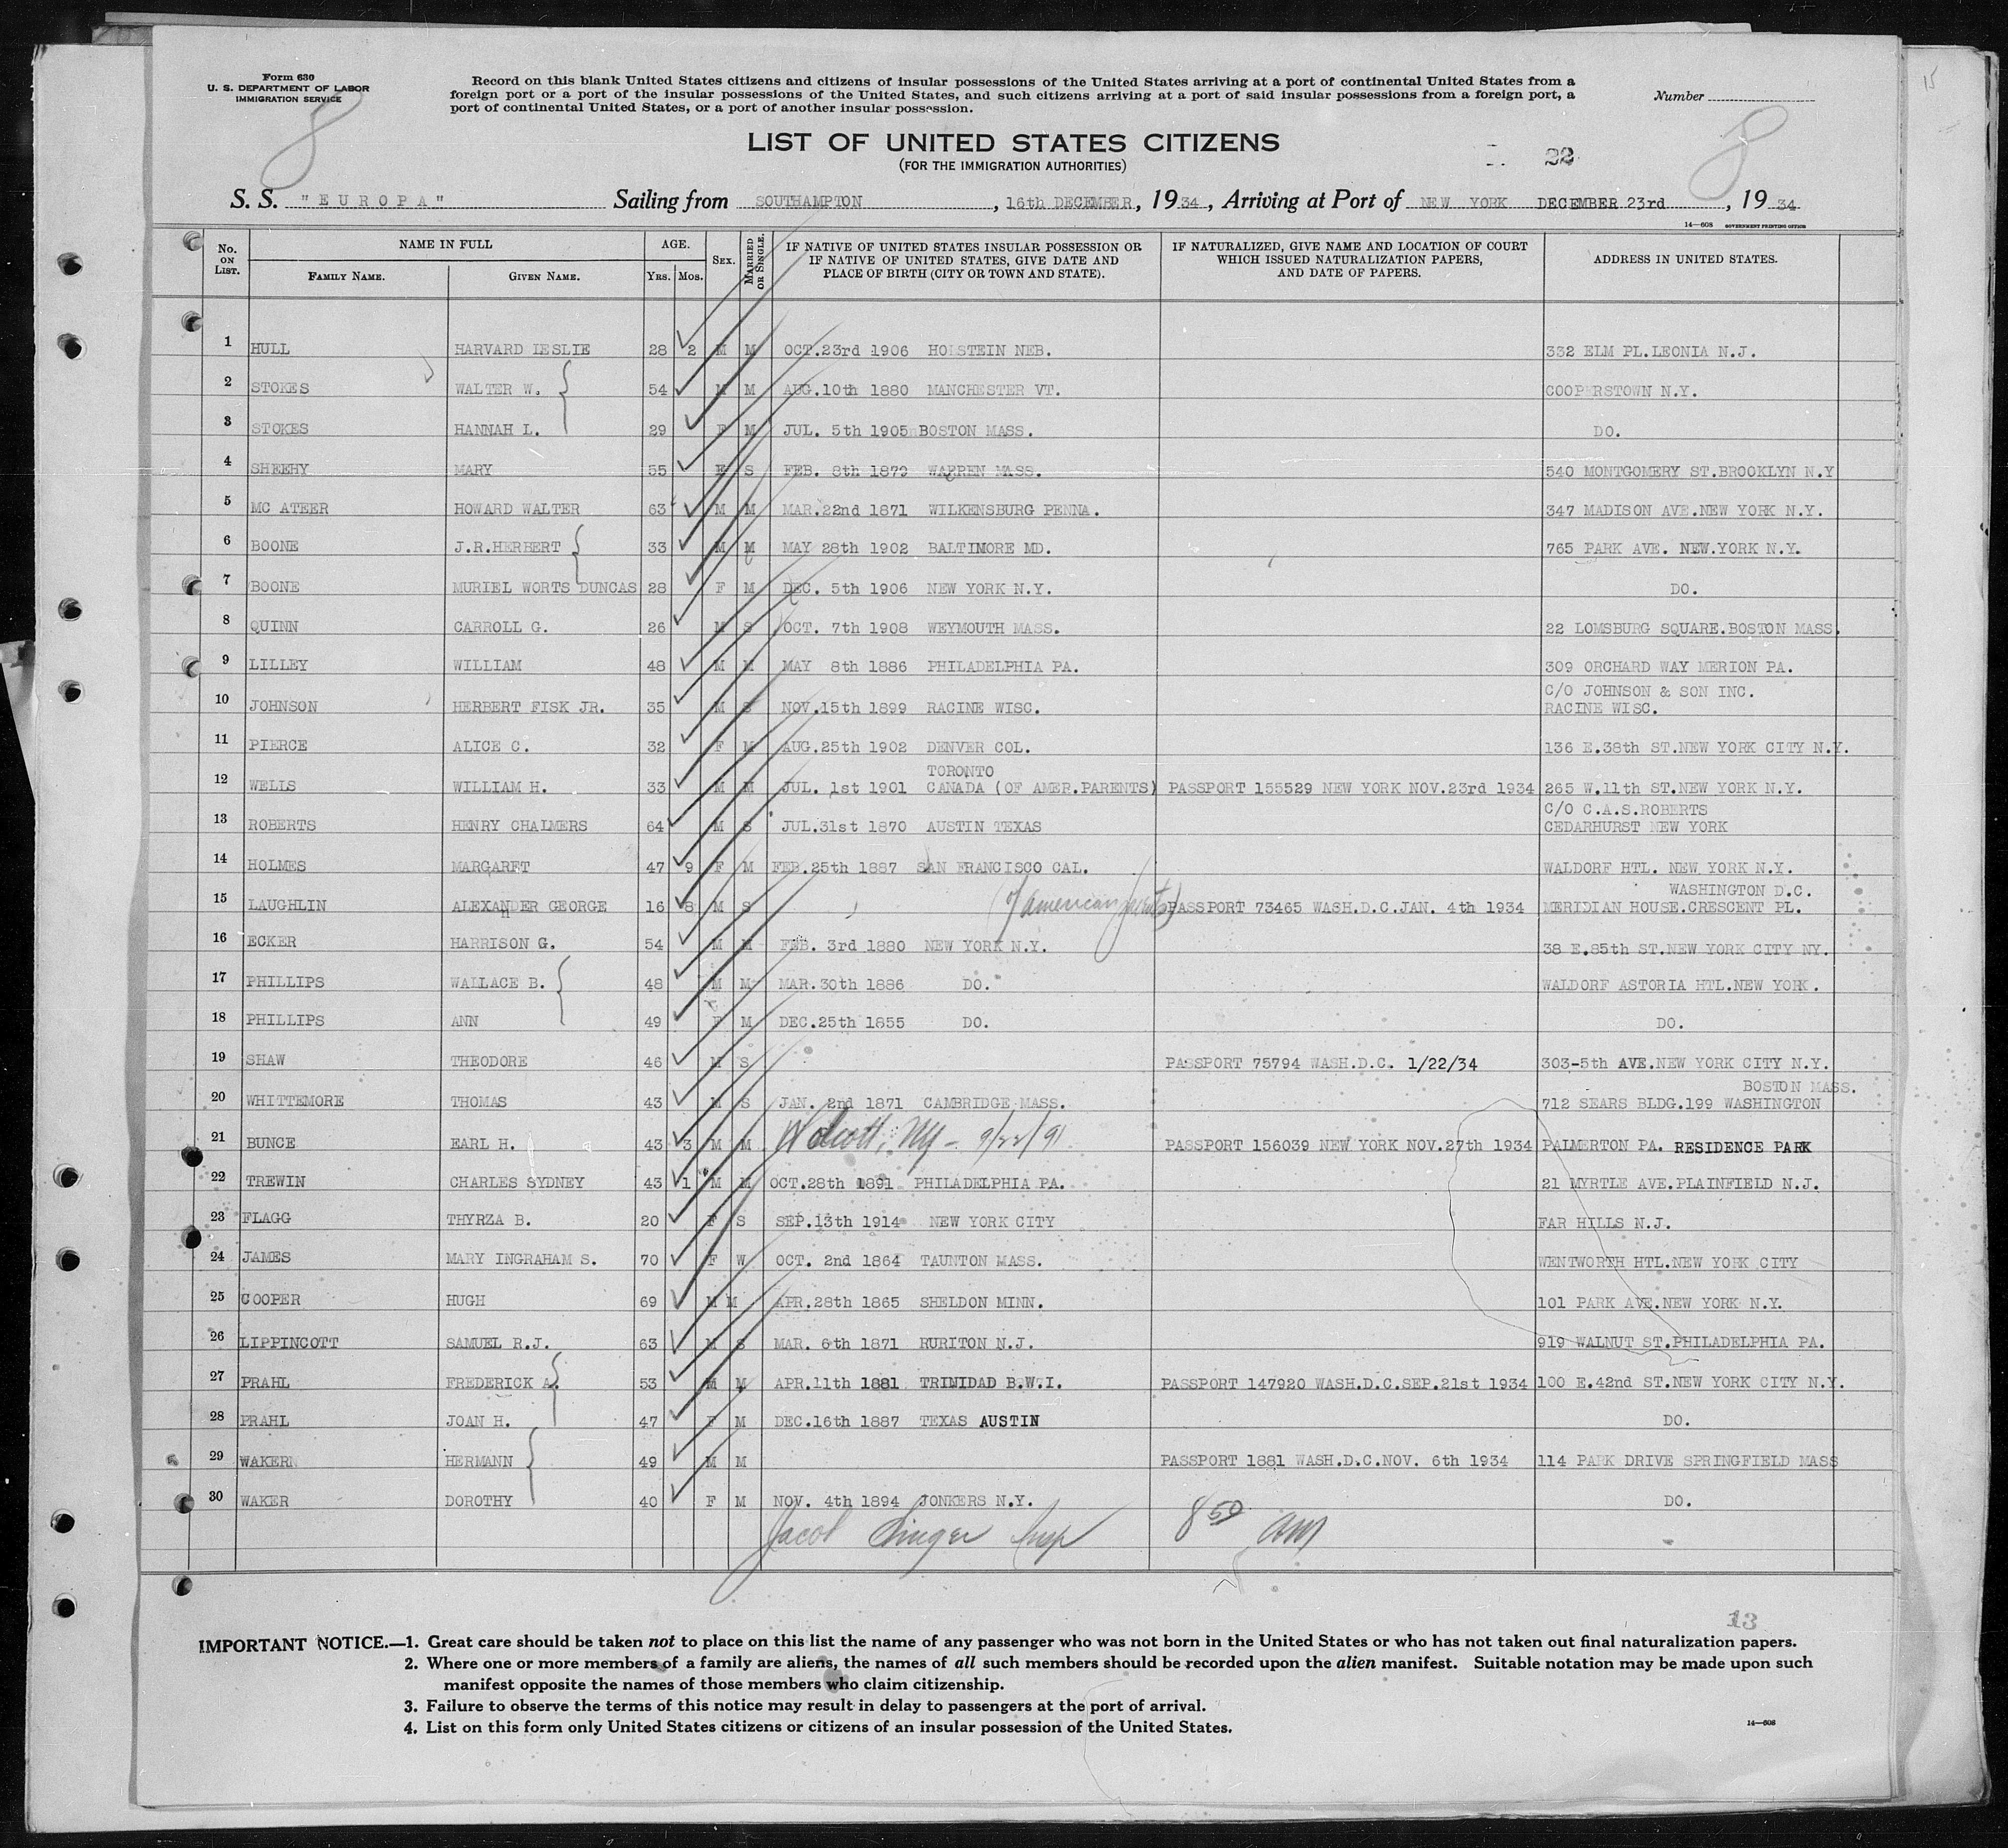 15
Form 630
U. S. DEPARTMENT OF LABOR
IMMIGRATION SERVICE
8
Record on this blank United States citizens and citizens of insular possessions of the United States arriving at a port of continental United States from a
foreign port or a port of the insular possessions of the United States, and such citizens arriving at a port of said insular possessions from a foreign port, a
port of continental United States, or a port of another insular possession.
Number
8
LIST OF UNITED STATES CITIZENS
(FOR THE IMMIGRATION AUTHORITIES)
22
S. S. "EUROPA" Sailing from SOUTHAMPTON, 16th DECEMBER, 1934, Arriving at Port of NEW YORK DECEMBER 23rd, 1934
14—608 GOVERNMENT PRINTING OFFICE
No. ON LIST. NAME IN FULL FAMILY NAME. GIVEN NAME. AGE. YRS. MOS. SEX. MARRIED OR SINGLE. IF NATIVE OF UNITED STATES INSULAR POSSESSION OR IF NATIVE OF UNITED STATES, GIVE DATE AND PLACE OF BIRTH (CITY OR TOWN AND STATE). IF NATURALIZED, GIVE NAME AND LOCATION OF COURT WHICH ISSUED NATURALIZATION PAPERS, AND DATE OF PAPERS. ADDRESS IN UNITED STATES.
1 HULL HARVARD LESLIE 28 2 M M OCT.23rd 1906 HOLSTEIN NEB. 332 ELM PL.LEONIA N.J.
2 STOKES WALTER W. 54 M M AUG.10th 1880 MANCHESTER VT. COOPERSTOWN N.Y.
3 STOKES HANNAH L. 29 F M JUL. 5th 1905 BOSTON MASS. DO.
4 SHEEHY MARY 55 F S FEB. 8th 1879 WARREN MASS. 540 MONTGOMERY ST.BROOKLYN N.Y
5 MC ATEER HOWARD WALTER 63 M M MAR.22nd 1871 WILKENSBURG PENNA. 347 MADISON AVE.NEW YORK N.Y.
6 BOONE J.R.HERBERT 33 M M MAY 28th 1902 BALTIMORE MD. 765 PARK AVE. NEW.YORK N.Y.
7 BOONE MURIEL WORTS DUNCAS 28 F M DEC. 5th 1906 NEW YORK N.Y. DO.
8 QUINN CARROLL G. 26 M S OCT. 7th 1908 WEYMOUTH MASS. 22 LOMSBURG SQUARE.BOSTON MASS.
9 LILLEY WILLIAM 48 M M MAY 8th 1886 PHILADELPHIA PA. 309 ORCHARD WAY MERION PA.
C/O JOHNSON & SON INC.
10 JOHNSON HERBERT FISK JR. 35 M S NOV.15th 1899 RACINE WISC. RACINE WISC.
11 PIERCE ALICE C. 32 F M AUG.25th 1902 DENVER COL. 136 E.38th ST.NEW YORK CITY N.Y.
TORONTO
12 WELLS WILLIAM H. 33 M M JUL. 1st 1901 CANADA (OF AMER.PARENTS) PASSPORT 155529 NEW YORK NOV.23rd 1934 265 W.11th ST.NEW YORK N.Y.
C/O C.A.S.ROBERTS
13 ROBERTS HENRY CHALMERS 64 M S JUL.31st 1870 AUSTIN TEXAS CEDARHURST NEW YORK
14 HOLMES MARGARET 47 9 F M FEB.25th 1887 SAN FRANCISCO CAL. WALDORF HTL. NEW YORK N.Y.
WASHINGTON D.C.
15 LAUGHLIN ALEXANDER GEORGE 16 8 M S (of American parents) PASSPORT 73465 WASH.D.C.JAN. 4th 1934 MERIDIAN HOUSE.CRESCENT PL.
16 ECKER HARRISON G. 54 M M FEB. 3rd 1880 NEW YORK N.Y. 38 E.85th ST.NEW YORK CITY NY.
17 PHILLIPS WALLACE B. 48 M M MAR.30th 1886 DO. WALDORF ASTORIA HTL.NEW YORK.
18 PHILLIPS ANN 49 F M DEC.25th 1855 DO. DO.
19 SHAW THEODORE 46 M S PASSPORT 75794 WASH.D.C. 1/22/34 303-5th AVE.NEW YORK CITY N.Y.
BOSTON MASS.
20 WHITTEMORE THOMAS 43 M S JAN. 2nd 1871 CAMBRIDGE MASS. 712 SEARS BLDG.199 WASHINGTON
21 BUNCE EARL H. 43 3 M M Wolcott, NY - 9/22/91 PASSPORT 156039 NEW YORK NOV.27th 1934 PALMERTON PA. RESIDENCE PARK
22 TREWIN CHARLES SYDNEY 43 1 M M OCT.28th 1891 PHILADELPHIA PA. 21 MYRTLE AVE.PLAINFIELD N.J.
23 FLAGG THYRZA B. 20 F S SEP.13th 1914 NEW YORK CITY FAR HILLS N.J.
24 JAMES MARY INGRAHAM S. 70 F W OCT. 2nd 1864 TAUNTON MASS. WENTWORTH HTL.NEW YORK CITY
25 COOPER HUGH 69 M M APR.28th 1865 SHELDON MINN. 101 PARK AVE.NEW YORK N.Y.
26 LIPPINCOTT SAMUEL R.J. 63 M S MAR. 6th 1871 RURITON N.J. 919 WALNUT ST.PHILADELPHIA PA.
27 PRAHL FREDERICK A. 53 M M APR.11th 1881 TRINIDAD B.W.I. PASSPORT 147920 WASH.D.C.SEP.21st 1934 100 E.42nd ST.NEW YORK CITY N.Y.
28 PRAHL JOAN H. 47 F M DEC.16th 1887 TEXAS AUSTIN DO.
29 WAKERN HERMANN 49 M M PASSPORT 1881 WASH.D.C.NOV. 6th 1934 114 PARK DRIVE SPRINGFIELD MASS
30 WAKER DOROTHY 40 F M NOV. 4th 1894 JONKERS N.Y. DO.
Jacob Singer Insp 8 50 AM
13
IMPORTANT NOTICE.—1. Great care should be taken not to place on this list the name of any passenger who was not born in the United States or who has not taken out final naturalization papers.
2. Where one or more members of a family are aliens, the names of all such members should be recorded upon the alien manifest. Suitable notation may be made upon such
manifest opposite the names of those members who claim citizenship.
3. Failure to observe the terms of this notice may result in delay to passengers at the port of arrival.
4. List on this form only United States citizens or citizens of an insular possession of the United States.
14—608